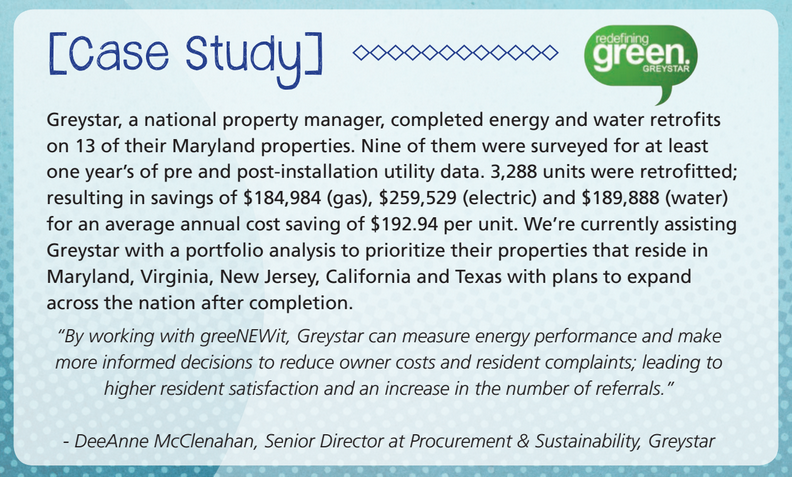 [Case Study]
redefining
green.
GREYSTAR
Greystar, a national property manager, completed energy and water retrofits
on 13 of their Maryland properties. Nine of them were surveyed for at least
one year's of pre and post-installation utility data. 3,288 units were retrofitted;
resulting in savings of $184,984 (gas), $259,529 (electric) and $189,888 (water)
for an average annual cost saving of $192.94 per unit. We're currently assisting
Greystar with a portfolio analysis to prioritize their properties that reside in
Maryland, Virginia, New Jersey, California and Texas with plans to expand
across the nation after completion.
“By working with greeNEWit, Greystar can measure energy performance and make
more informed decisions to reduce owner costs and resident complaints; leading to
higher resident satisfaction and an increase in the number of referrals.”
- DeeAnne McClenahan, Senior Director at Procurement & Sustainability, Greystar